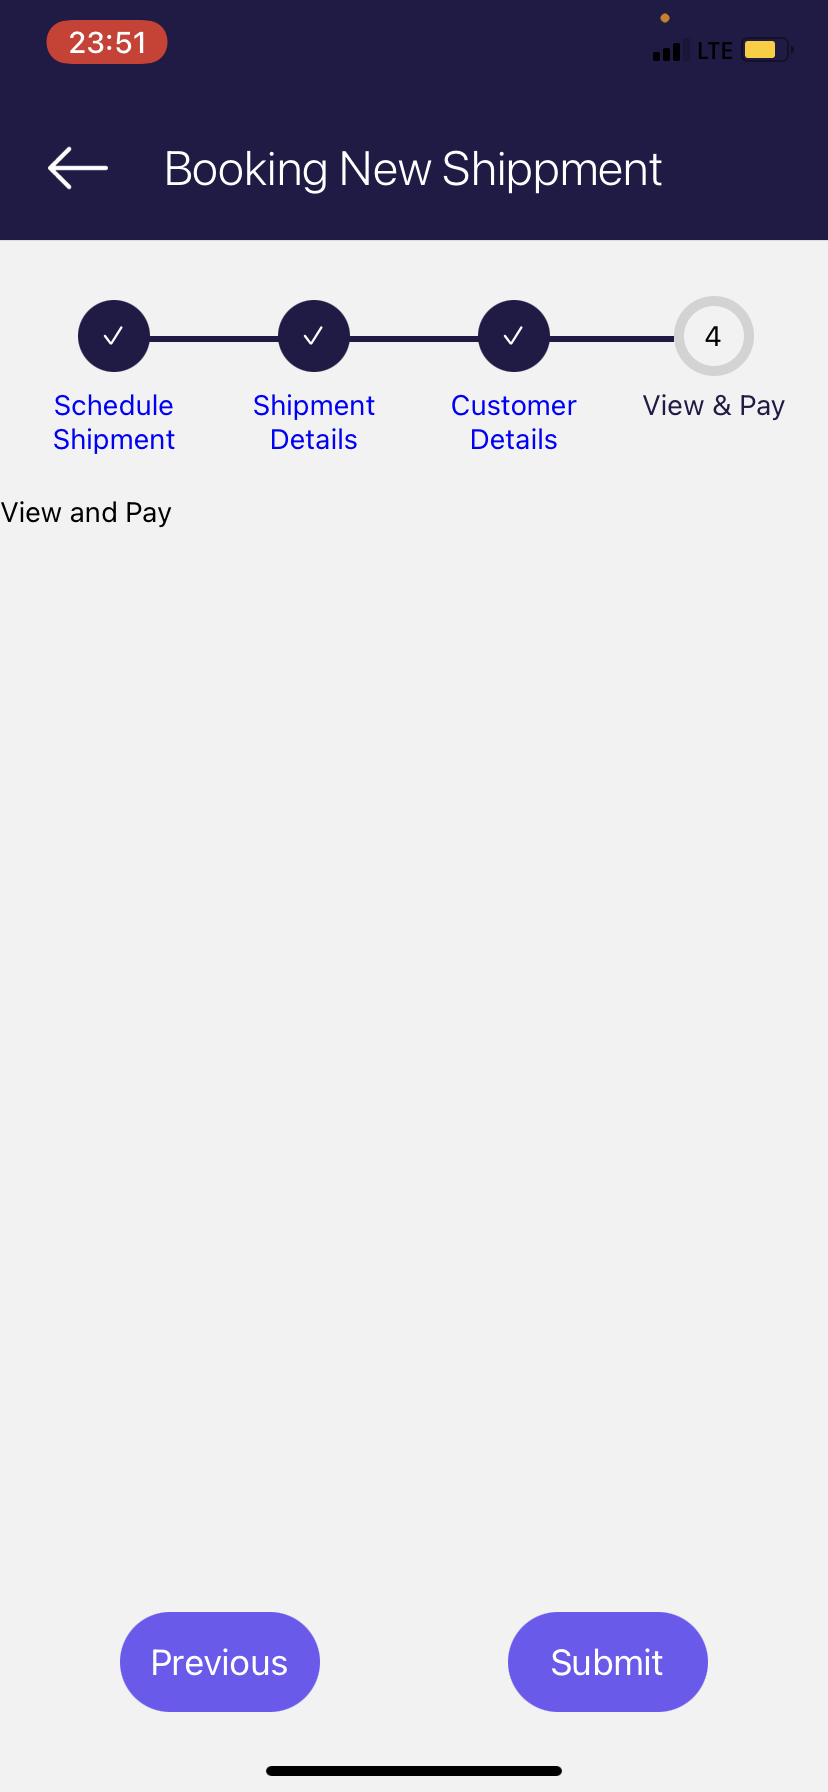 23:51
LTE
Booking New Shippment
4
Schedule
Shipment
Shipment
Details
Customer
Details
View & Pay
View and Pay
Previous
Submit